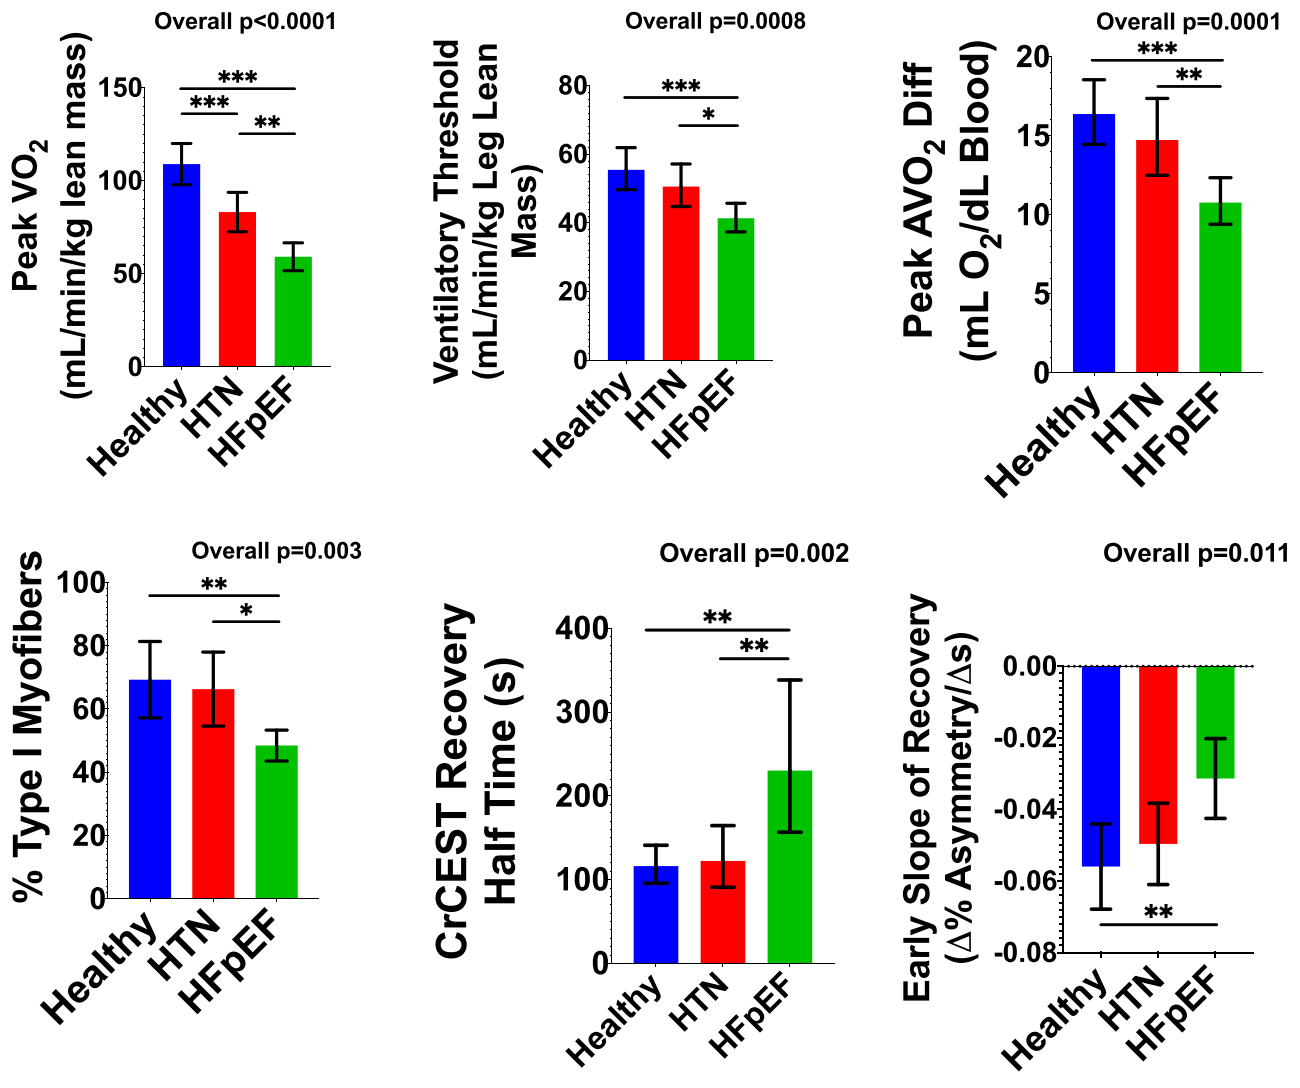 Overall p<0.0001
Peak VO2
(mL/min/kg lean mass)
150
100
50
0
***
***
**
Healthy
HTN
HFpEF
Overall p=0.0008
Ventilatory Threshold
(mL/min/kg Leg Lean
Mass)
80
60
40
20
0
***
*
Healthy
HTN
HFpEF
Overall p=0.0001
Peak AVO2 Diff
(mL O2/dL Blood)
20
15
10
5
0
***
**
Healthy
HTN
HFpEF
Overall p=0.003
% Type I Myofibers
100
80
60
40
20
0
**
*
Healthy
HTN
HFpEF
Overall p=0.002
CrCEST Recovery
Half Time (s)
400
300
200
100
0
**
**
Healthy
HTN
HFpEF
Overall p=0.011
Early Slope of Recovery
(Δ% Asymmetry/Δs)
0.00
-0.02
-0.04
-0.06
-0.08
**
Healthy
HTN
HFpEF